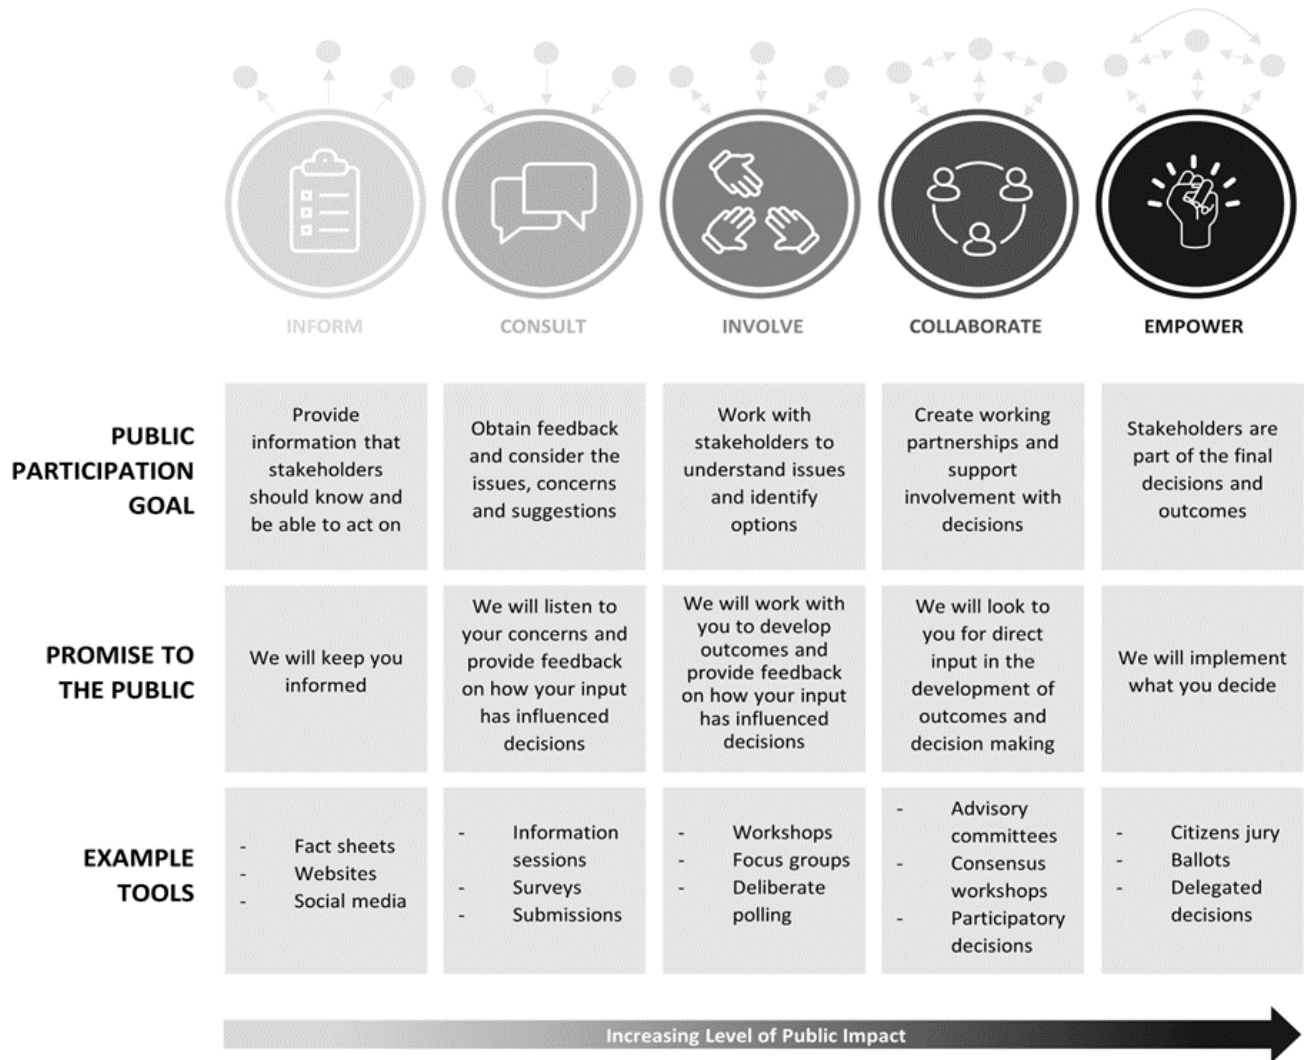 INFORM
CONSULT
INVOLVE
COLLABORATE
EMPOWER
PUBLIC
PARTICIPATION
GOAL
Provide
information that
stakeholders
should know and
be able to act on
Obtain feedback
and consider the
issues, concerns
and suggestions
Work with
stakeholders to
understand issues
and identify
options
Create working
partnerships and
support
involvement with
decisions
Stakeholders are
part of the final
decisions and
outcomes
PROMISE TO
THE PUBLIC
We will keep you
informed
We will listen to
your concerns and
provide feedback
on how your input
has influenced
decisions
We will work with
you to develop
outcomes and
provide feedback
on how your input
has influenced
decisions
We will look to
you for direct
input in the
development of
outcomes and
decision making
We will implement
what you decide
EXAMPLE
TOOLS
- Fact sheets
- Websites
- Social media
- Information
sessions
- Surveys
- Submissions
- Workshops
- Focus groups
- Deliberate
polling
- Advisory
committees
- Consensus
workshops
- Participatory
decisions
- Citizens jury
- Ballots
- Delegated
decisions
Increasing Level of Public Impact